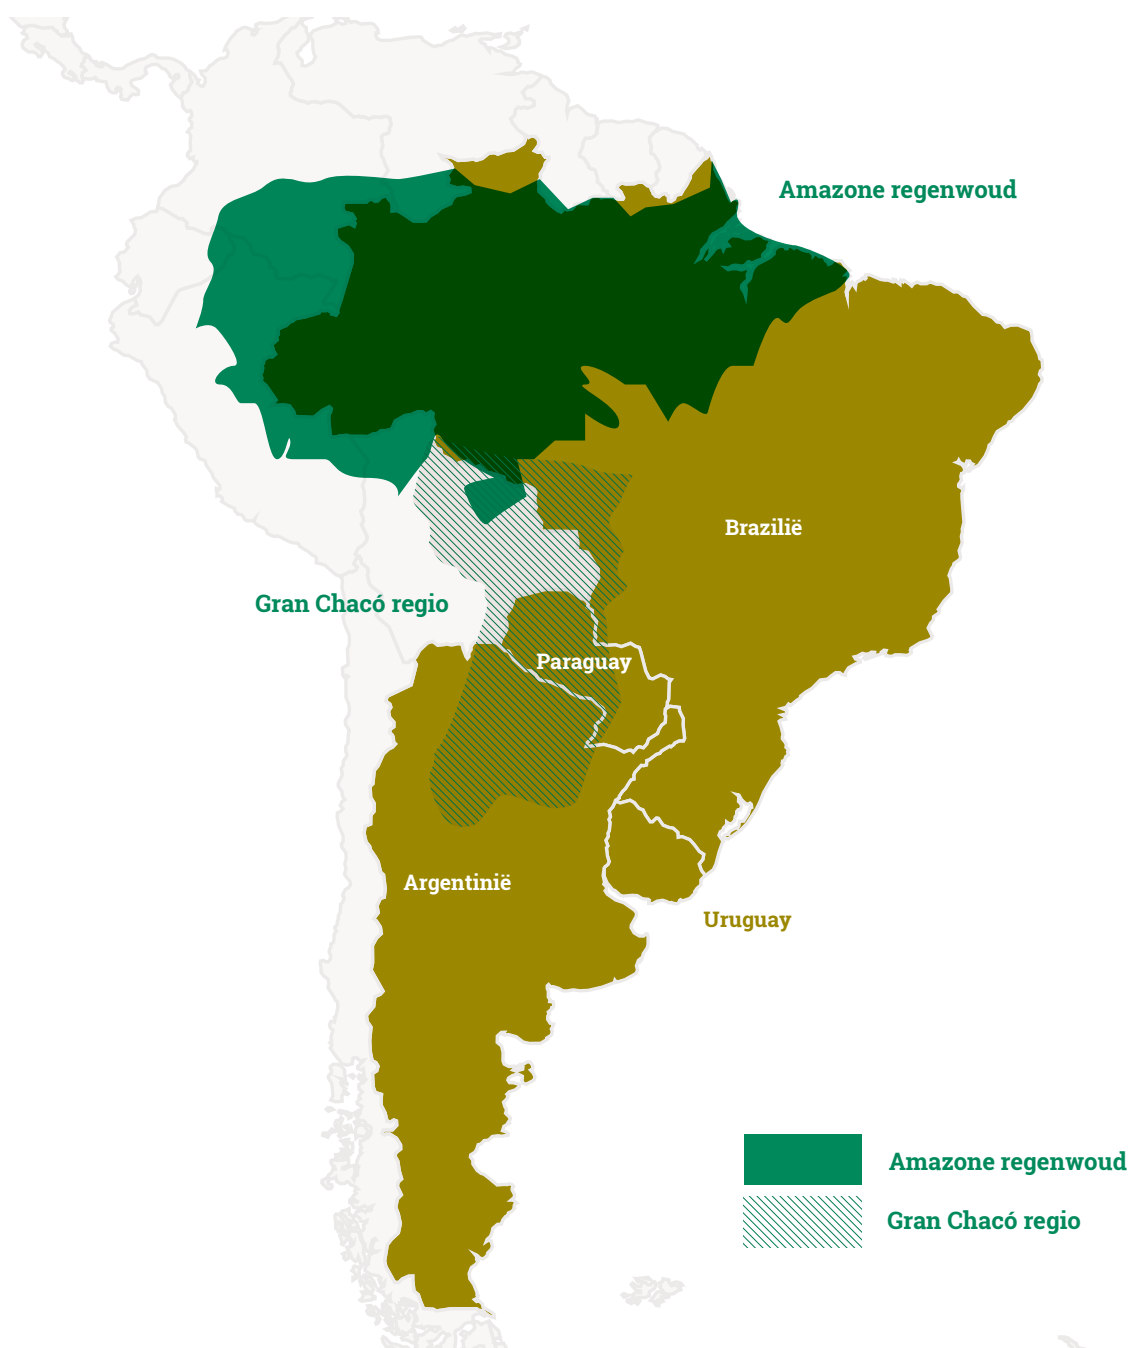 Amazone regenwoud
Brazilië
Gran Chacó regio
Paraguay
Argentinië
Uruguay
Amazone regenwoud
Gran Chacó regio